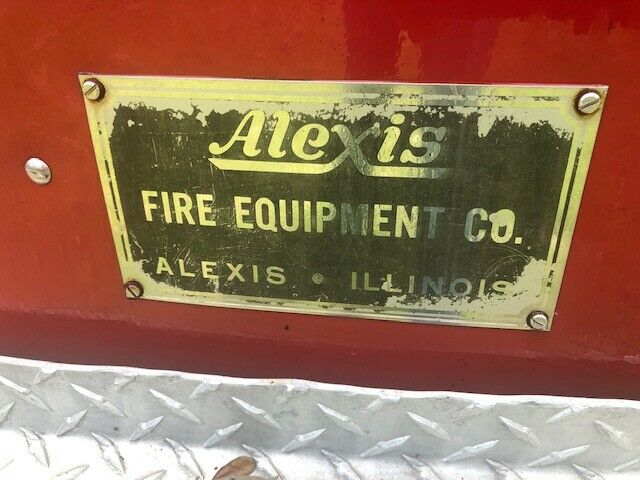 Alexis
FIRE EQUIPMENT CO.
ALEXIS • ILLINOIS